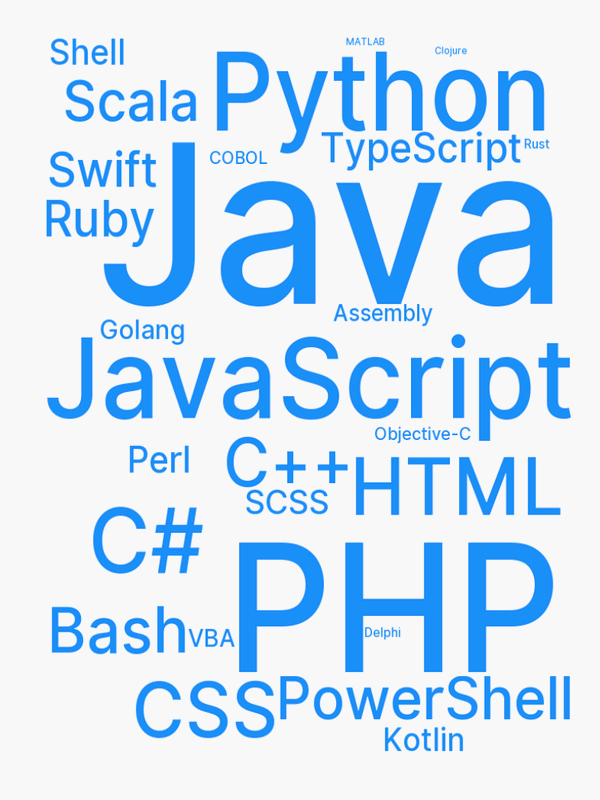 MATLAB
Clojure
Shell
Python
Scala
TypeScript
Rust
COBOL
Swift
Java
Ruby
Assembly
Golang
JavaScript
Objective-C
Perl
C++
HTML
SCSS
C#
PHP
Bash
VBA
Delphi
CSS
PowerShell
Kotlin